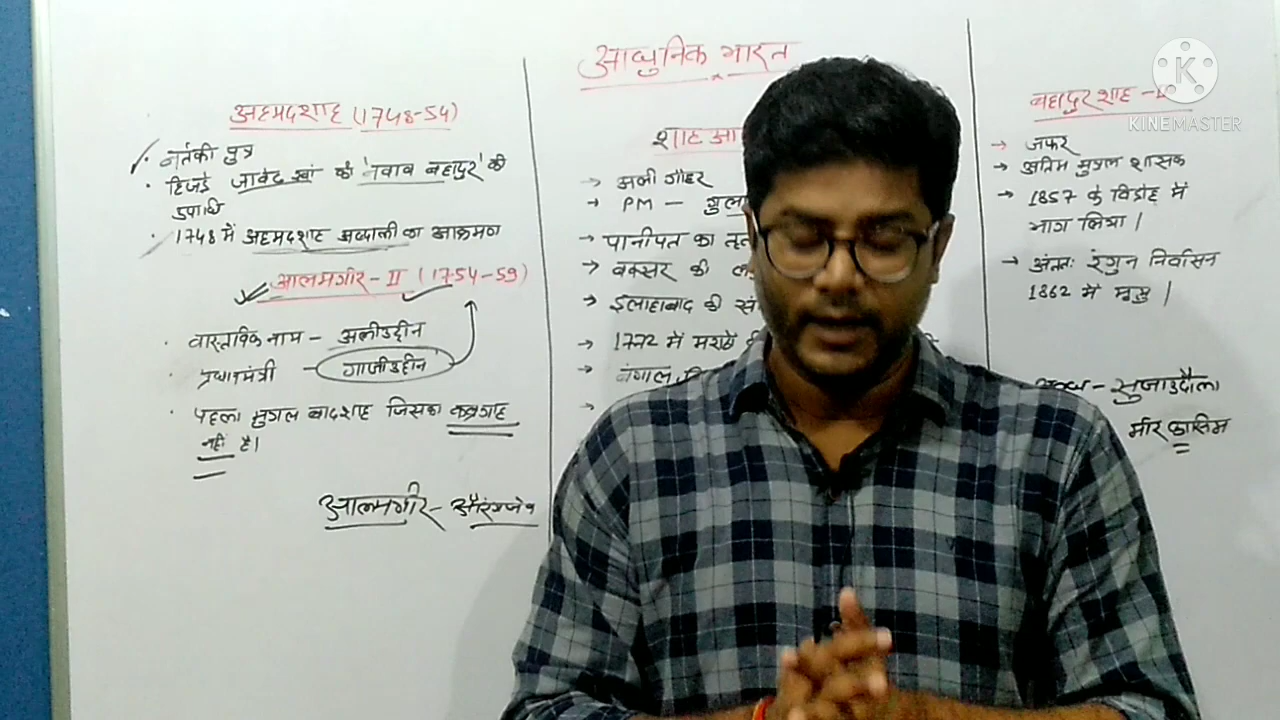 आधुनिक भारत
अहमदशाह (1748-54)
नर्तकी पुत्र
हिजड़े जावेद खां को 'नवाब बहादुर' की
उपाधि
1748 में अहमदशाह अब्दाली का आक्रमण
आलमगीर - II (1754-59)
वास्तविक नाम - अलीउद्दीन
प्रधानमंत्री - गाजीउद्दीन
पहला मुगल बादशाह जिसका कब्रगाह
नहीं है।
आलमगीर - औरंगजेब
शाह आ
→ अली गौहर
→ PM -
→ पानीपत का
→ बक्सर की
→ इलाहाबाद की
→ 1772 में मराठे
→ बंगाल,
बहादुर शाह -
→ जफर
→ अंतिम मुगल शासक
→ 1857 के विद्रोह में
भाग लिया।
→ अंततः रंगून निर्वासन
1862 में मृत्यु।
- सुजाउद्दौला
मीर कासिम
K
KINEMASTER